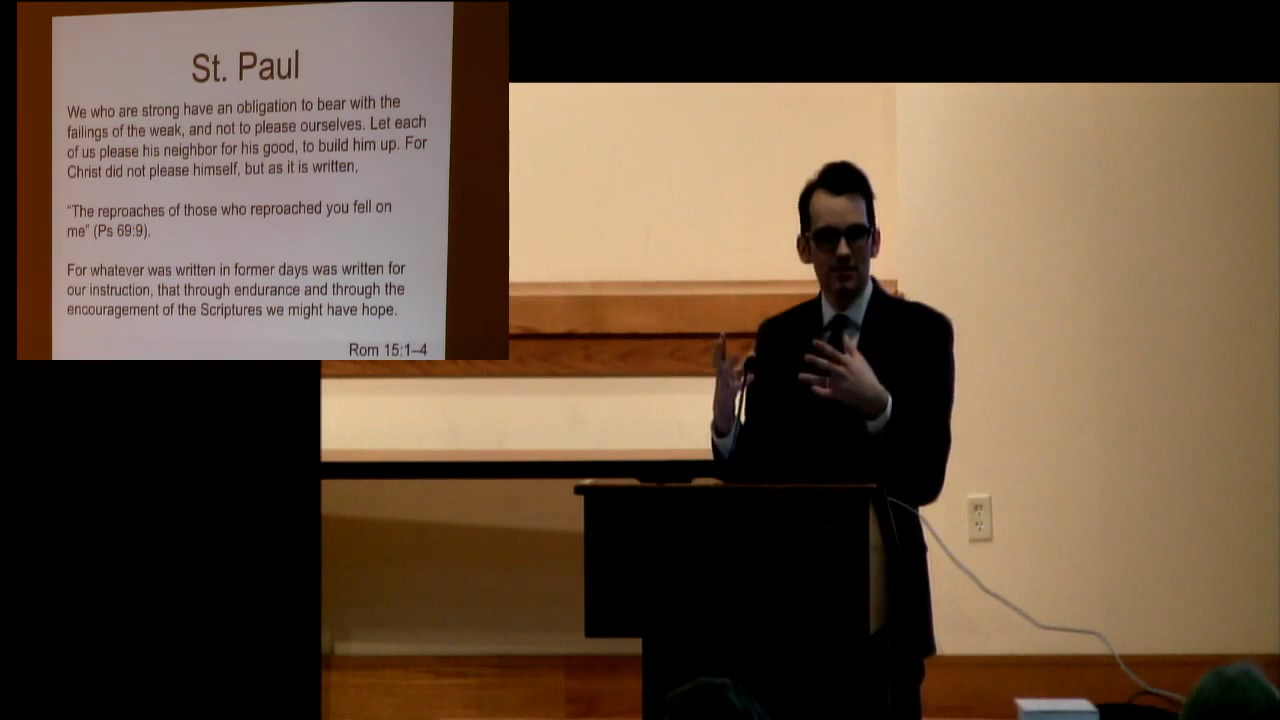 St. Paul
We who are strong have an obligation to bear with the
failings of the weak, and not to please ourselves. Let each
of us please his neighbor for his good, to build him up. For
Christ did not please himself, but as it is written,
“The reproaches of those who reproached you fell on
me” (Ps 69:9).
For whatever was written in former days was written for
our instruction, that through endurance and through the
encouragement of the Scriptures we might have hope.
Rom 15:1–4